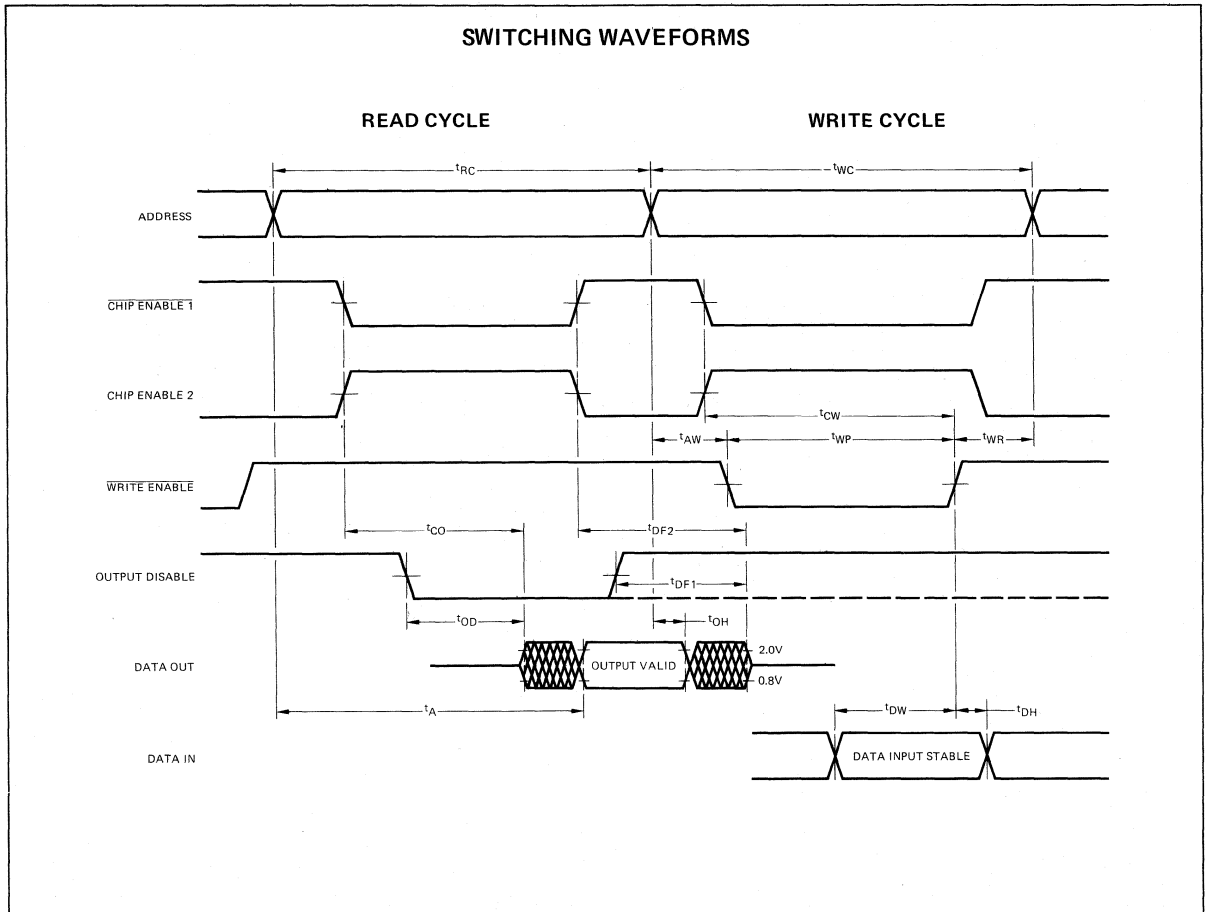 SWITCHING WAVEFORMS
READ CYCLE
WRITE CYCLE
tRC
tWC
ADDRESS
CHIP ENABLE 1
CHIP ENABLE 2
tCW
tAW
tWP
tWR
WRITE ENABLE
tCO
tDF2
OUTPUT DISABLE
tDF1
tOD
tOH
DATA OUT
OUTPUT VALID
2.0V
0.8V
tA
tDW
tDH
DATA IN
DATA INPUT STABLE